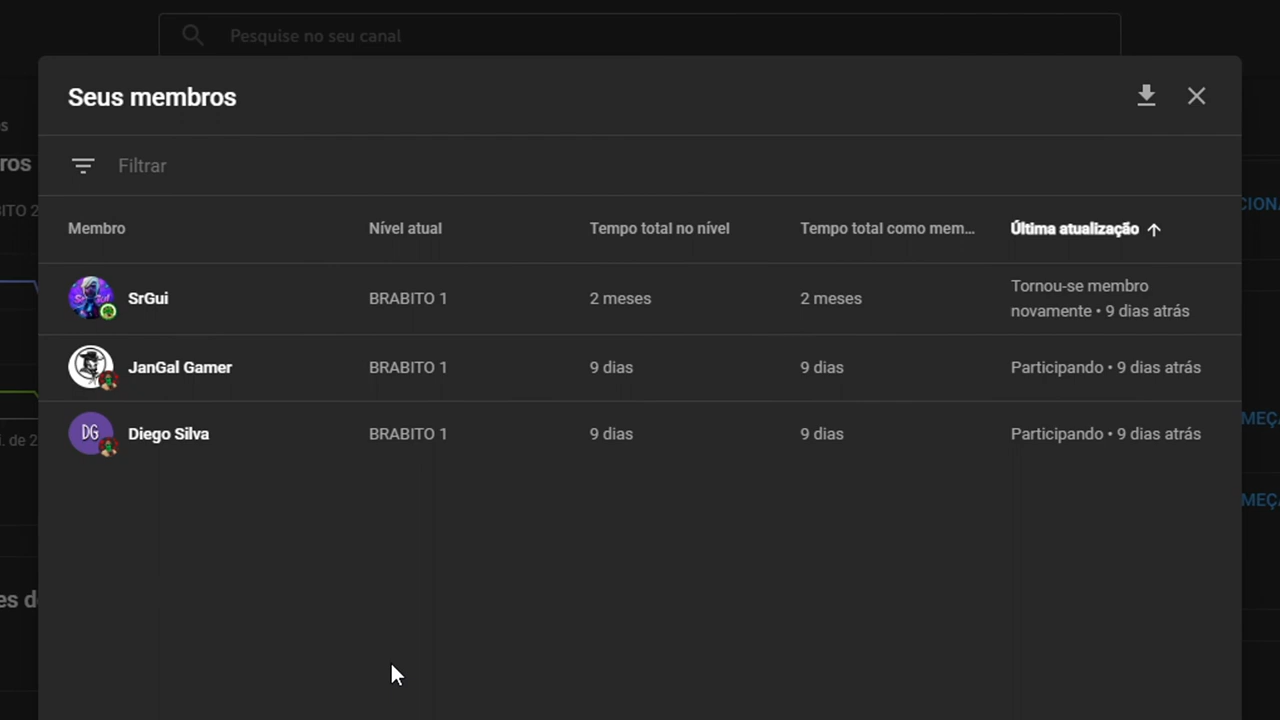 Pesquise no seu canal
Seus membros
Filtrar
Membro Nível atual Tempo total no nível Tempo total como mem... Última atualização
SrGui BRABITO 1 2 meses 2 meses Tornou-se membro
novamente • 9 dias atrás
JanGal Gamer BRABITO 1 9 dias 9 dias Participando • 9 dias atrás
DG Diego Silva BRABITO 1 9 dias 9 dias Participando • 9 dias atrás